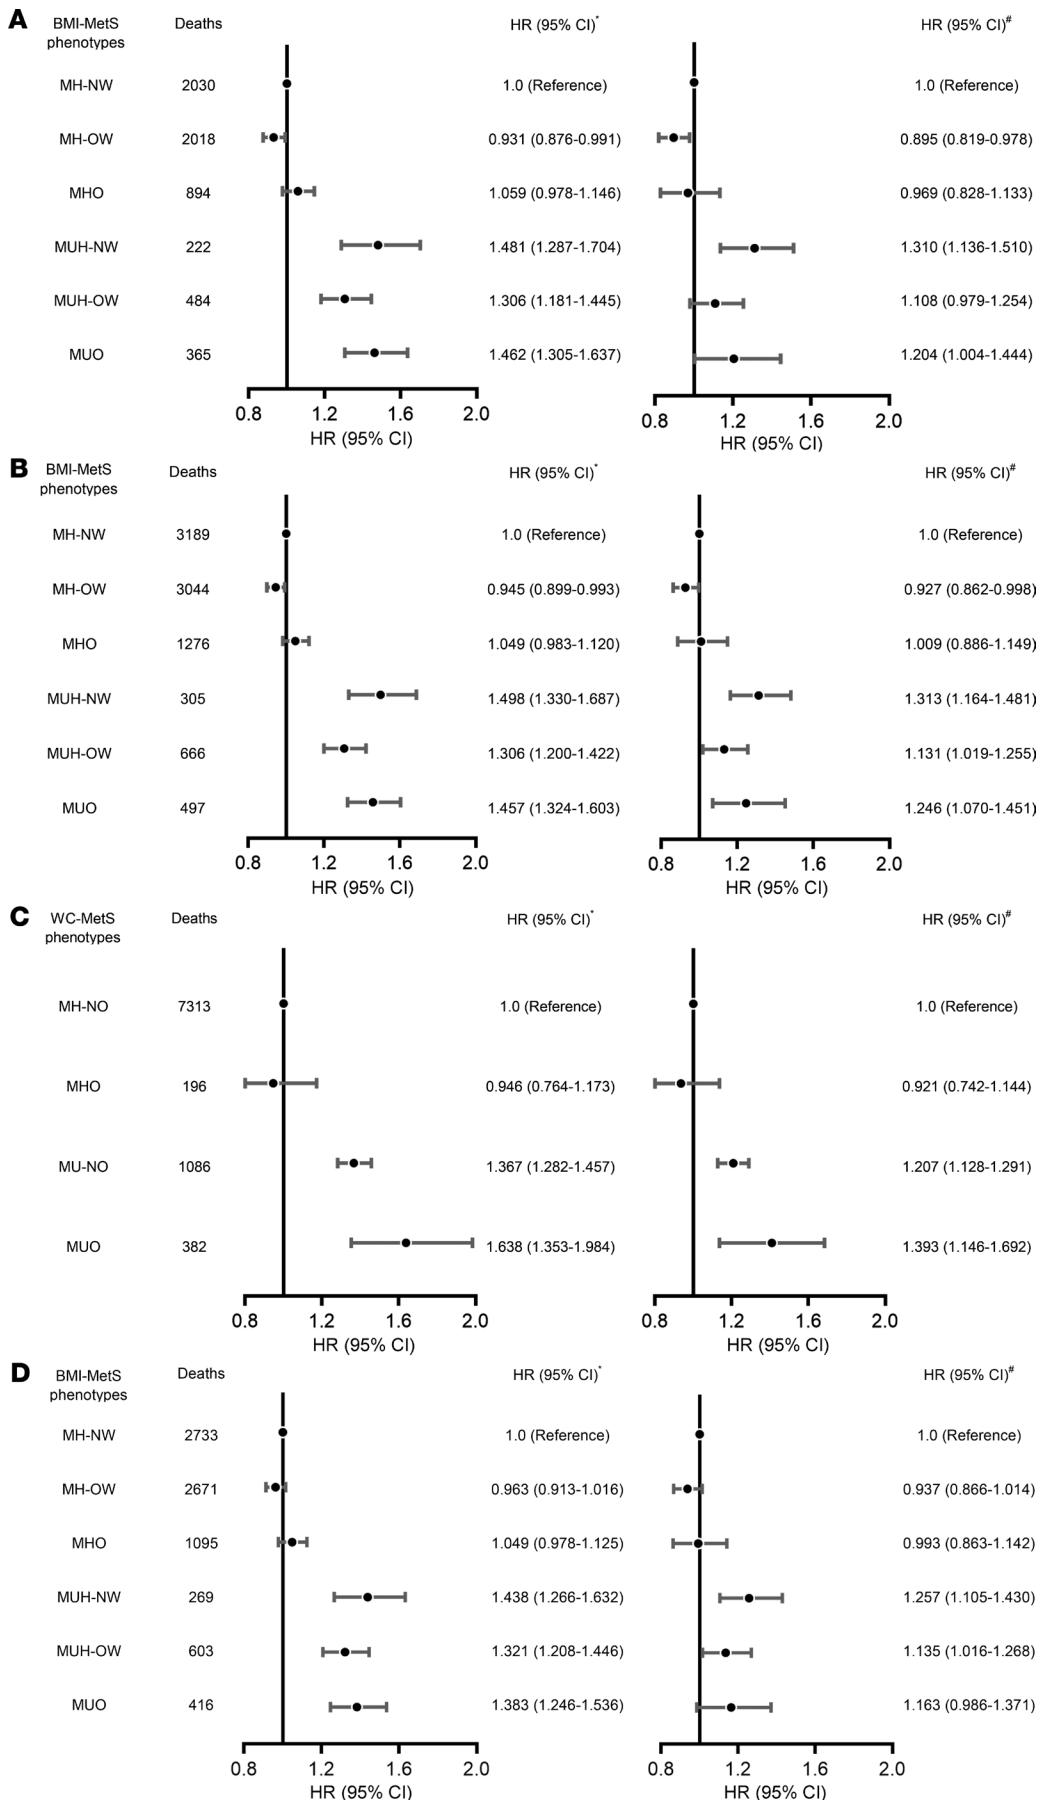 A
BMI-MetS Deaths HR (95% CI)* HR (95% CI)#
phenotypes
MH-NW 2030 1.0 (Reference) 1.0 (Reference)
MH-OW 2018 0.931 (0.876-0.991) 0.895 (0.819-0.978)
MHO 894 1.059 (0.978-1.146) 0.969 (0.828-1.133)
MUH-NW 222 1.481 (1.287-1.704) 1.310 (1.136-1.510)
MUH-OW 484 1.306 (1.181-1.445) 1.108 (0.979-1.254)
MUO 365 1.462 (1.305-1.637) 1.204 (1.004-1.444)
0.8 1.2 1.6 2.0 0.8 1.2 1.6 2.0
HR (95% CI) HR (95% CI)
B
BMI-MetS Deaths HR (95% CI)* HR (95% CI)#
phenotypes
MH-NW 3189 1.0 (Reference) 1.0 (Reference)
MH-OW 3044 0.945 (0.899-0.993) 0.927 (0.862-0.998)
MHO 1276 1.049 (0.983-1.120) 1.009 (0.886-1.149)
MUH-NW 305 1.498 (1.330-1.687) 1.313 (1.164-1.481)
MUH-OW 666 1.306 (1.200-1.422) 1.131 (1.019-1.255)
MUO 497 1.457 (1.324-1.603) 1.246 (1.070-1.451)
0.8 1.2 1.6 2.0 0.8 1.2 1.6 2.0
HR (95% CI) HR (95% CI)
C
WC-MetS Deaths HR (95% CI)* HR (95% CI)#
phenotypes
MH-NO 7313 1.0 (Reference) 1.0 (Reference)
MHO 196 0.946 (0.764-1.173) 0.921 (0.742-1.144)
MU-NO 1086 1.367 (1.282-1.457) 1.207 (1.128-1.291)
MUO 382 1.638 (1.353-1.984) 1.393 (1.146-1.692)
0.8 1.2 1.6 2.0 0.8 1.2 1.6 2.0
HR (95% CI) HR (95% CI)
D
BMI-MetS Deaths HR (95% CI)* HR (95% CI)#
phenotypes
MH-NW 2733 1.0 (Reference) 1.0 (Reference)
MH-OW 2671 0.963 (0.913-1.016) 0.937 (0.866-1.014)
MHO 1095 1.049 (0.978-1.125) 0.993 (0.863-1.142)
MUH-NW 269 1.438 (1.266-1.632) 1.257 (1.105-1.430)
MUH-OW 603 1.321 (1.208-1.446) 1.135 (1.016-1.268)
MUO 416 1.383 (1.246-1.536) 1.163 (0.986-1.371)
0.8 1.2 1.6 2.0 0.8 1.2 1.6 2.0
HR (95% CI) HR (95% CI)